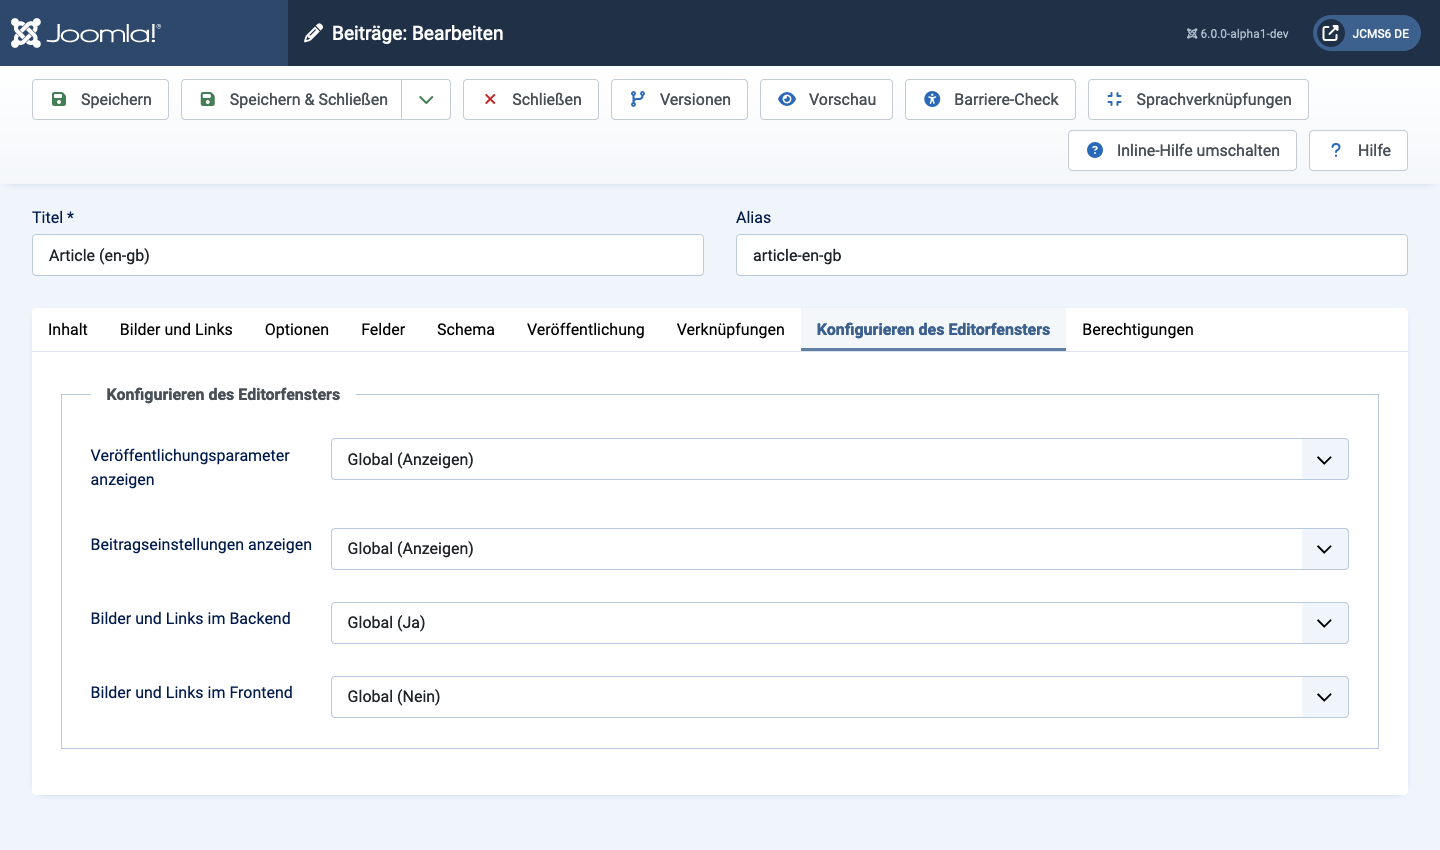 Joomla!® Beiträge: Bearbeiten 6.0.0-alpha1-dev JCMS6 DE
Speichern Speichern & Schließen Schließen Versionen Vorschau Barriere-Check Sprachverknüpfungen
Inline-Hilfe umschalten Hilfe
Titel * Alias
Article (en-gb) article-en-gb
Inhalt Bilder und Links Optionen Felder Schema Veröffentlichung Verknüpfungen Konfigurieren des Editorfensters Berechtigungen
Konfigurieren des Editorfensters
Veröffentlichungsparameter anzeigen Global (Anzeigen)
Beitragseinstellungen anzeigen Global (Anzeigen)
Bilder und Links im Backend Global (Ja)
Bilder und Links im Frontend Global (Nein)